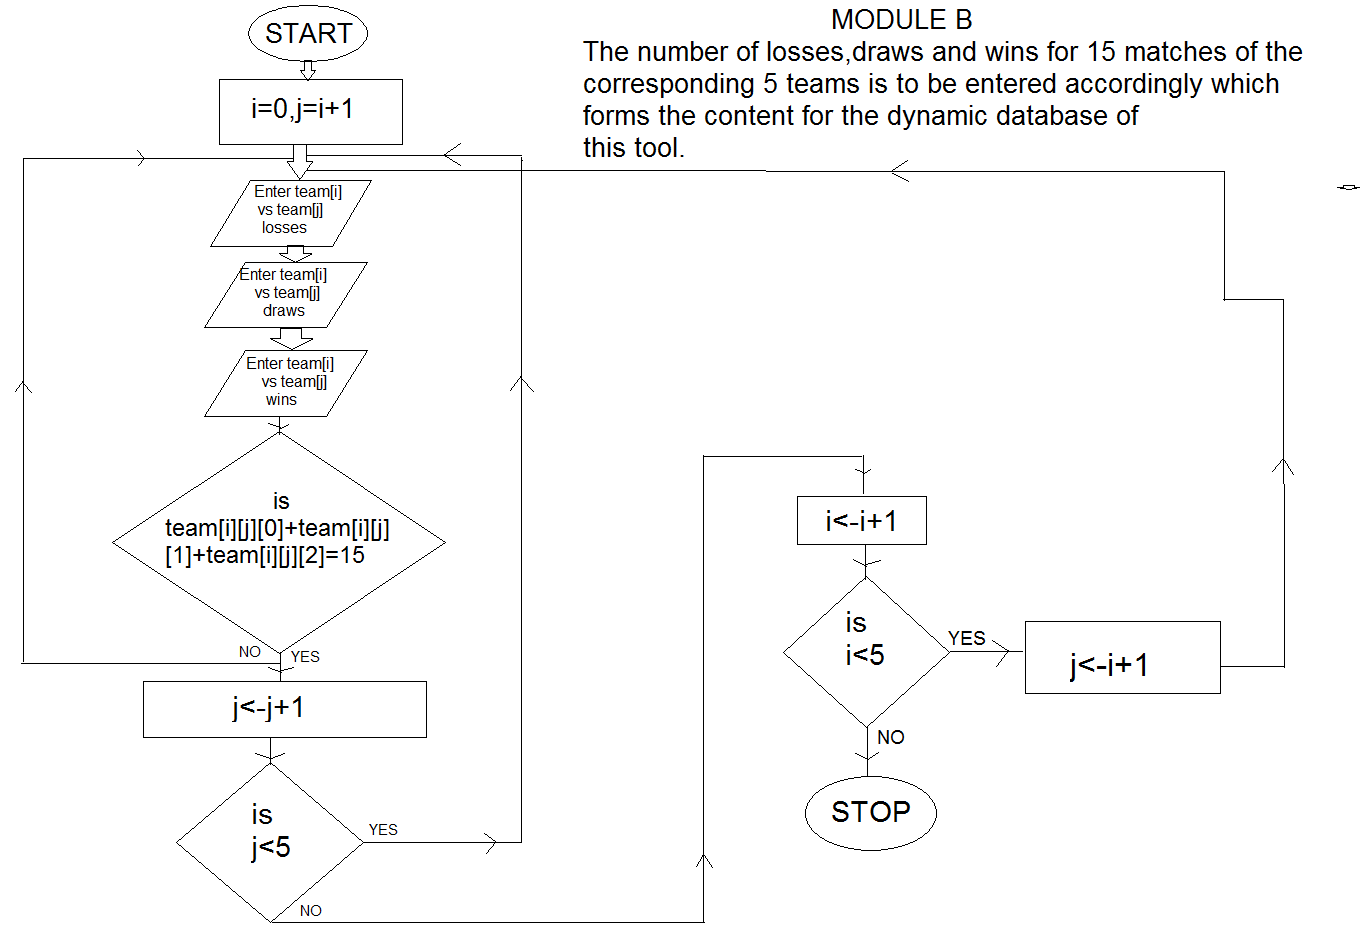 START
MODULE B
The number of losses,draws and wins for 15 matches of the
corresponding 5 teams is to be entered accordingly which
forms the content for the dynamic database of
this tool.
i=0,j=i+1
Enter team[i]
vs team[j]
losses
Enter team[i]
vs team[j]
draws
Enter team[i]
vs team[j]
wins
is
team[i][j][0]+team[i][j]
[1]+team[i][j][2]=15
NO
YES
j<-j+1
is
j<5
YES
NO
i<-i+1
is
i<5
YES
j<-i+1
NO
STOP